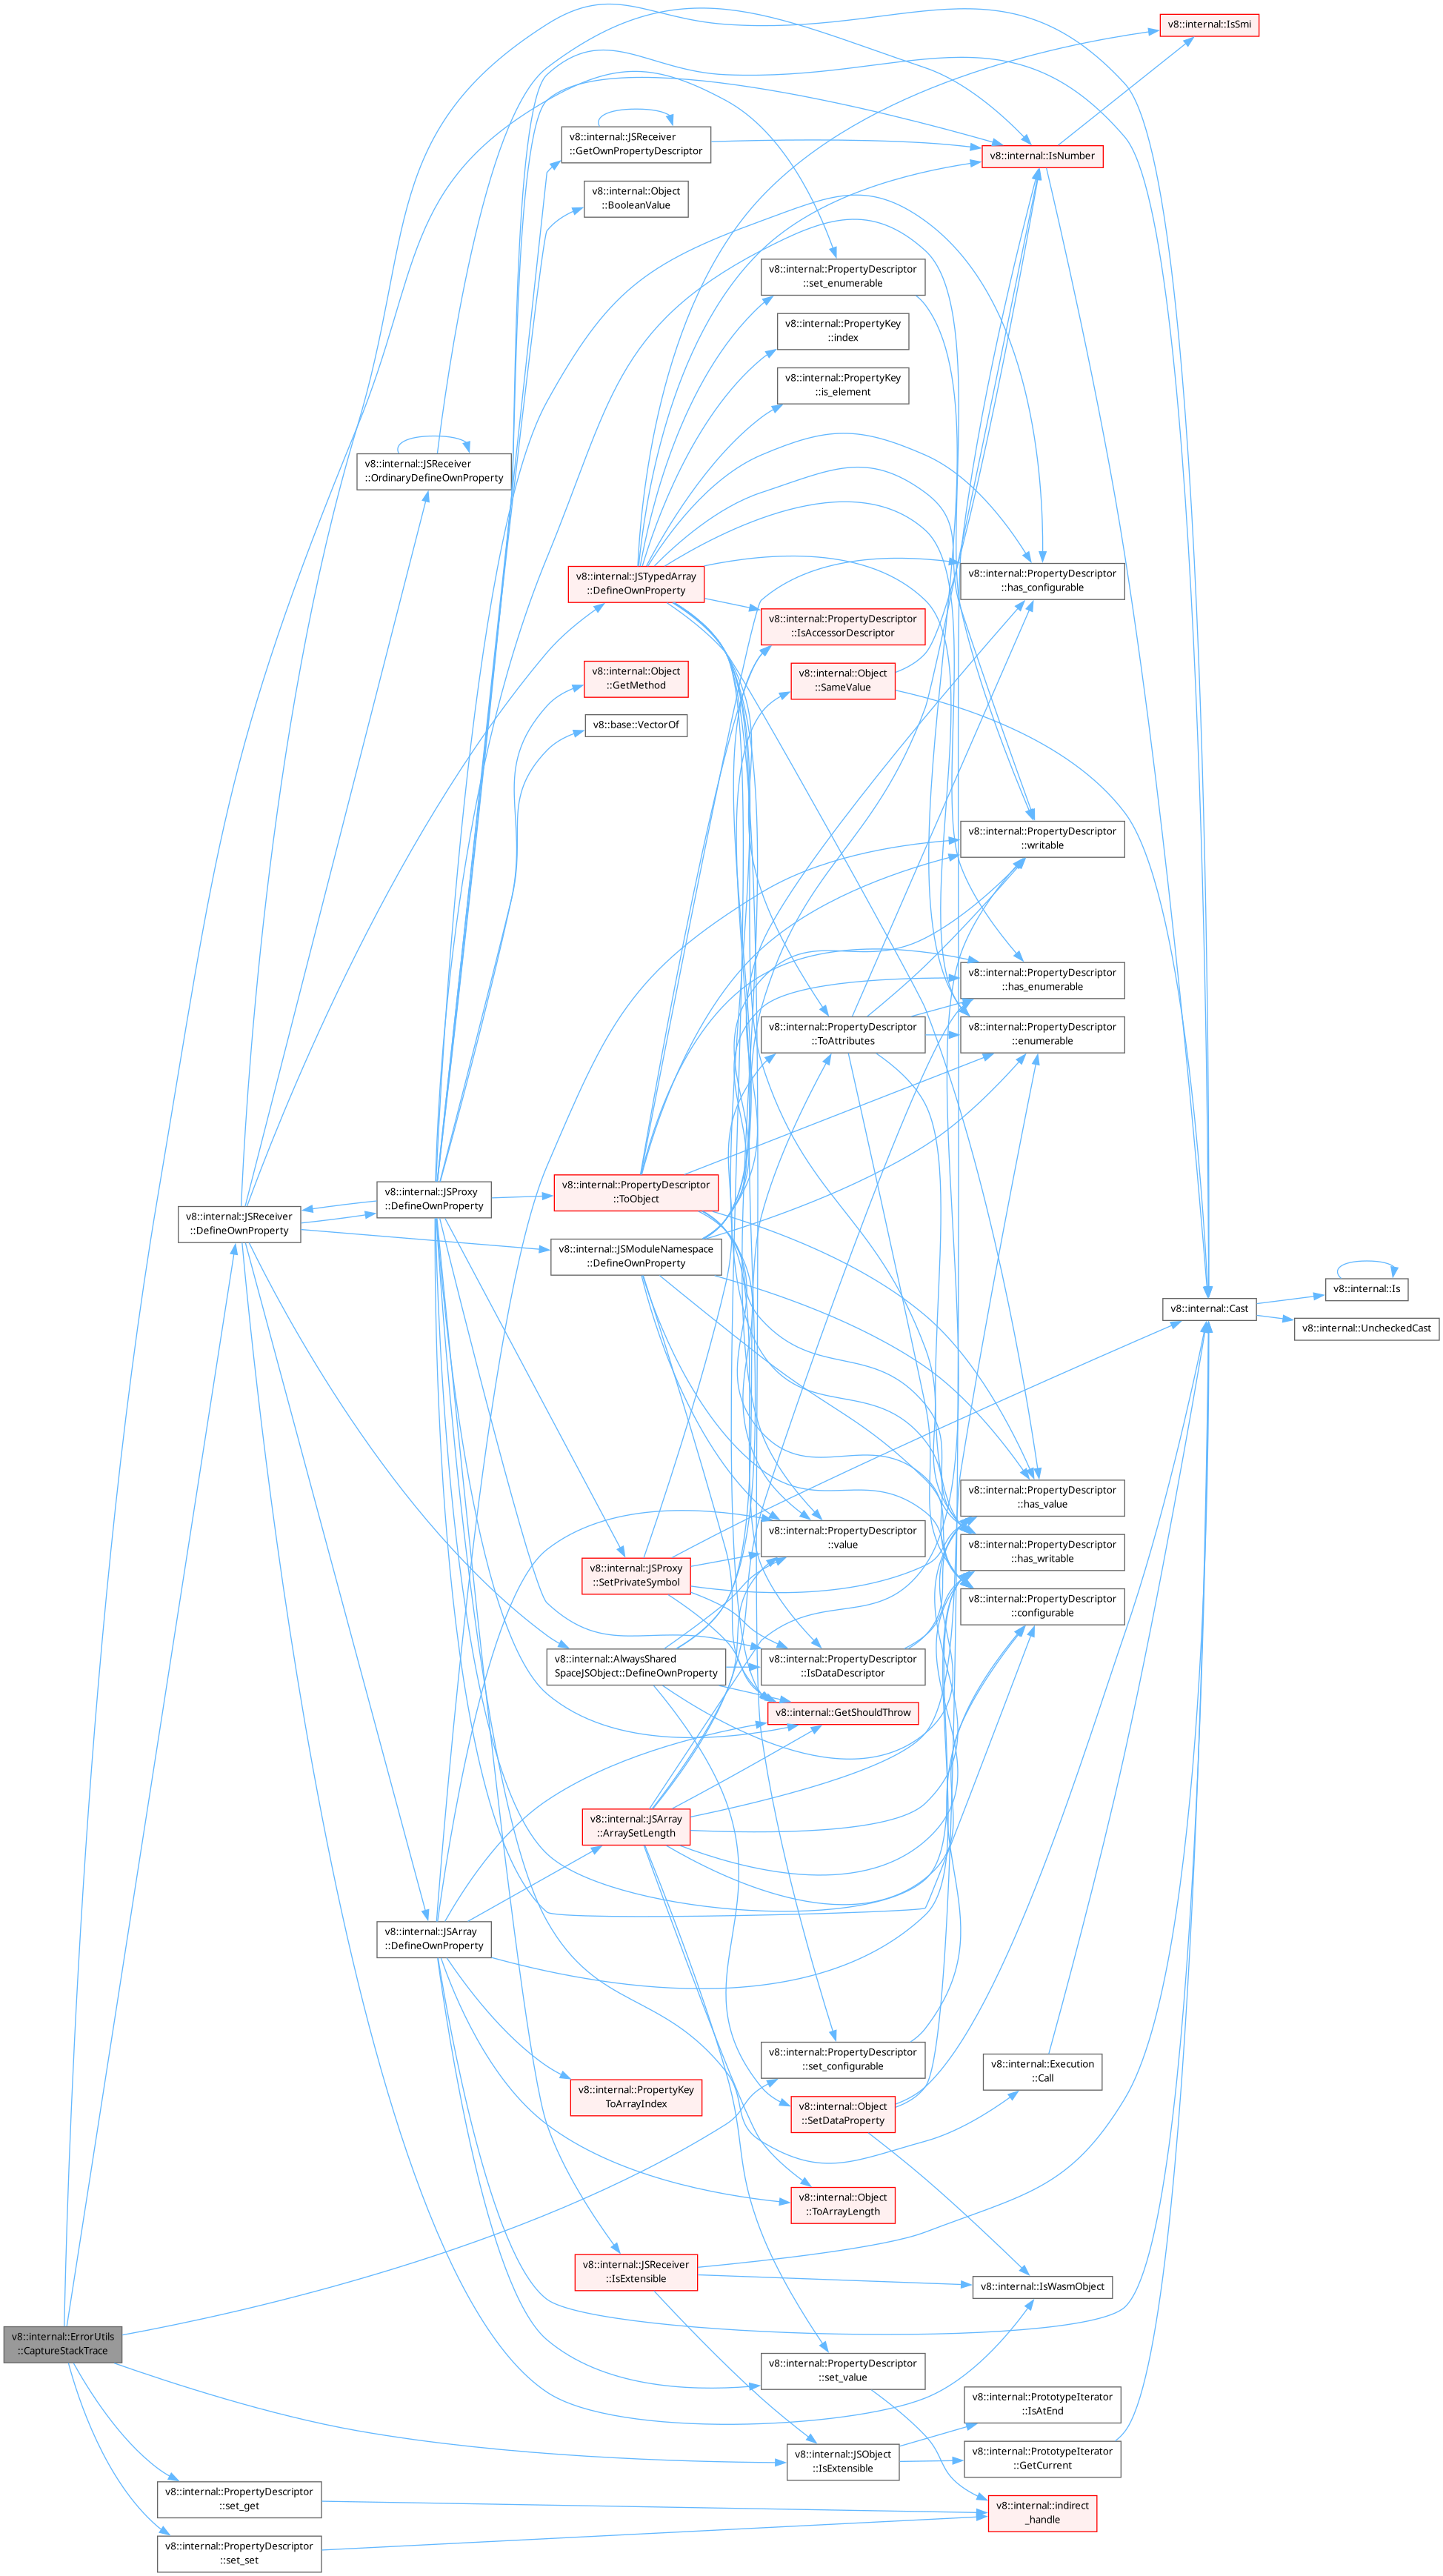 v8::internal::ErrorUtils
::CaptureStackTrace
v8::internal::JSReceiver
::DefineOwnProperty
v8::internal::PropertyDescriptor
::set_get
v8::internal::PropertyDescriptor
::set_set
v8::internal::JSReceiver
::OrdinaryDefineOwnProperty
v8::internal::JSProxy
::DefineOwnProperty
v8::internal::JSArray
::DefineOwnProperty
v8::internal::JSReceiver
::GetOwnPropertyDescriptor
v8::internal::Object
::BooleanValue
v8::internal::JSTypedArray
::DefineOwnProperty
v8::internal::Object
::GetMethod
v8::base::VectorOf
v8::internal::PropertyDescriptor
::ToObject
v8::internal::JSModuleNamespace
::DefineOwnProperty
v8::internal::JSProxy
::SetPrivateSymbol
v8::internal::AlwaysShared
SpaceJSObject::DefineOwnProperty
v8::internal::JSArray
::ArraySetLength
v8::internal::PropertyKey
ToArrayIndex
v8::internal::JSReceiver
::IsExtensible
v8::internal::PropertyDescriptor
::set_enumerable
v8::internal::PropertyKey
::index
v8::internal::PropertyKey
::is_element
v8::internal::PropertyDescriptor
::IsAccessorDescriptor
v8::internal::Object
::SameValue
v8::internal::PropertyDescriptor
::ToAttributes
v8::internal::PropertyDescriptor
::value
v8::internal::PropertyDescriptor
::IsDataDescriptor
v8::internal::GetShouldThrow
v8::internal::PropertyDescriptor
::set_configurable
v8::internal::Object
::SetDataProperty
v8::internal::Object
::ToArrayLength
v8::internal::PropertyDescriptor
::set_value
v8::internal::JSObject
::IsExtensible
v8::internal::IsNumber
v8::internal::PropertyDescriptor
::has_configurable
v8::internal::PropertyDescriptor
::writable
v8::internal::PropertyDescriptor
::has_enumerable
v8::internal::PropertyDescriptor
::enumerable
v8::internal::PropertyDescriptor
::has_value
v8::internal::PropertyDescriptor
::has_writable
v8::internal::PropertyDescriptor
::configurable
v8::internal::Execution
::Call
v8::internal::IsWasmObject
v8::internal::PrototypeIterator
::IsAtEnd
v8::internal::PrototypeIterator
::GetCurrent
v8::internal::indirect
_handle
v8::internal::IsSmi
v8::internal::Cast
v8::internal::Is
v8::internal::UncheckedCast